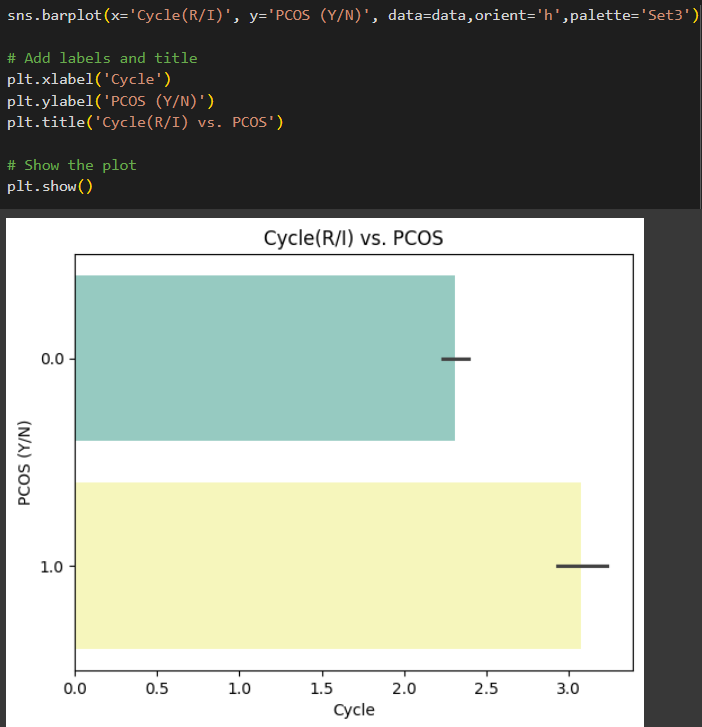 sns.barplot(x='Cycle(R/I)', y='PCOS (Y/N)', data=data,orient='h',palette='Set3')
# Add labels and title
plt.xlabel('Cycle')
plt.ylabel('PCOS (Y/N)')
plt.title('Cycle(R/I) vs. PCOS')
# Show the plot
plt.show()
Cycle(R/I) vs. PCOS
PCOS (Y/N)
0.0
1.0
0.0 0.5 1.0 1.5 2.0 2.5 3.0
Cycle